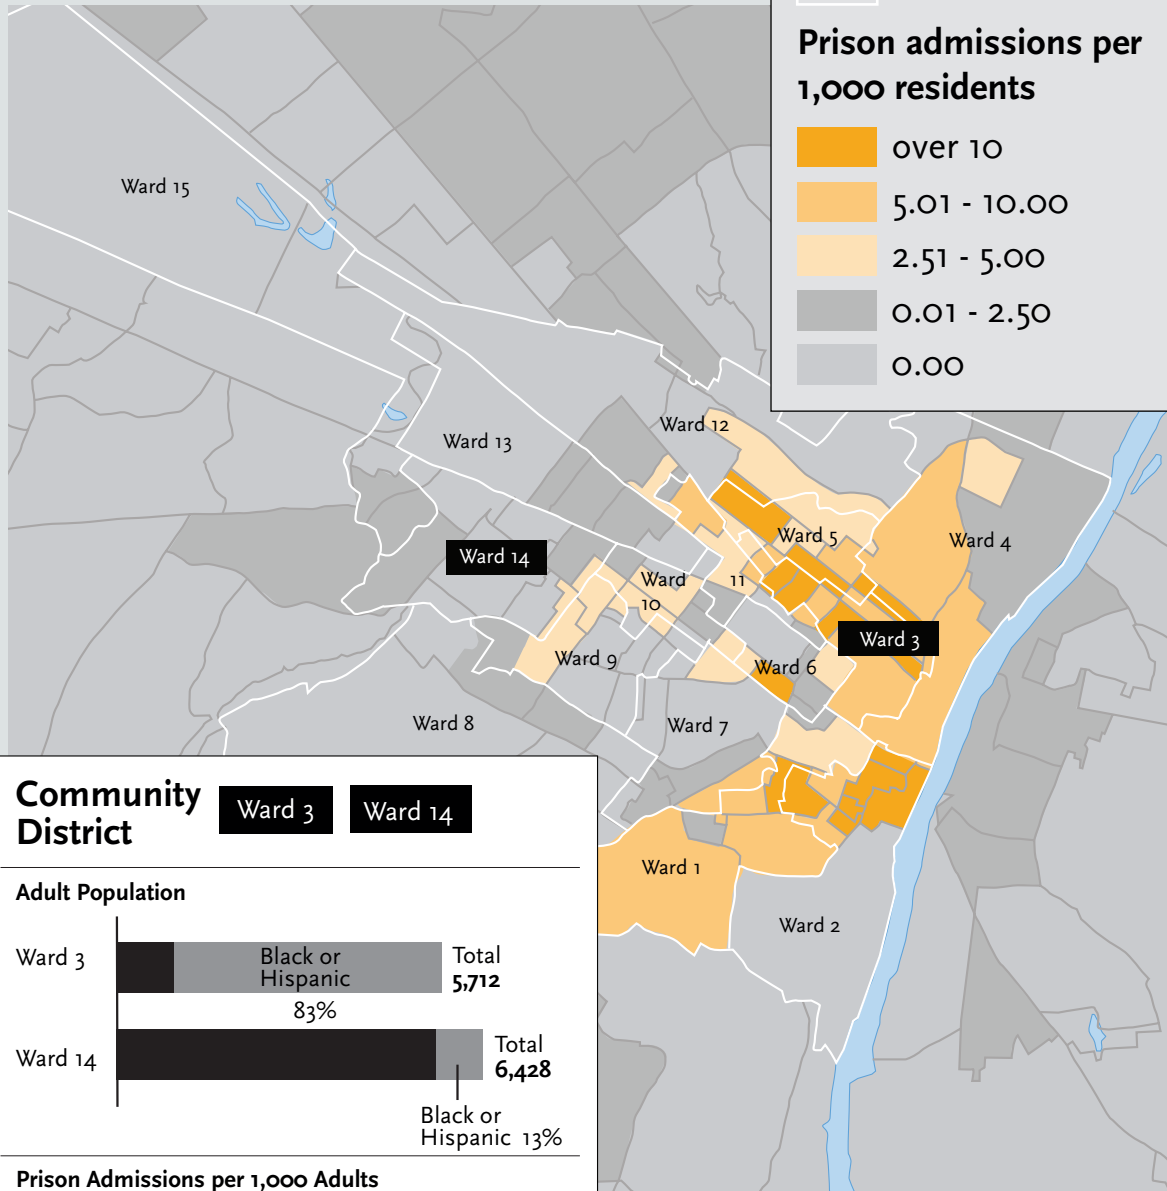 Prison admissions per
1,000 residents
over 10
5.01 - 10.00
2.51 - 5.00
0.01 - 2.50
0.00
Ward 15
Ward 12
Ward 13
Ward 5
Ward 4
Ward 14
Ward
10
11
Ward 3
Ward 9
Ward 6
Ward 8
Ward 7
Ward 1
Ward 2
Community
District
Ward 3
Ward 14
Adult Population
Ward 3
Black or
Hispanic
83%
Total
5,712
Ward 14
Total
6,428
Black or
Hispanic 13%
Prison Admissions per 1,000 Adults